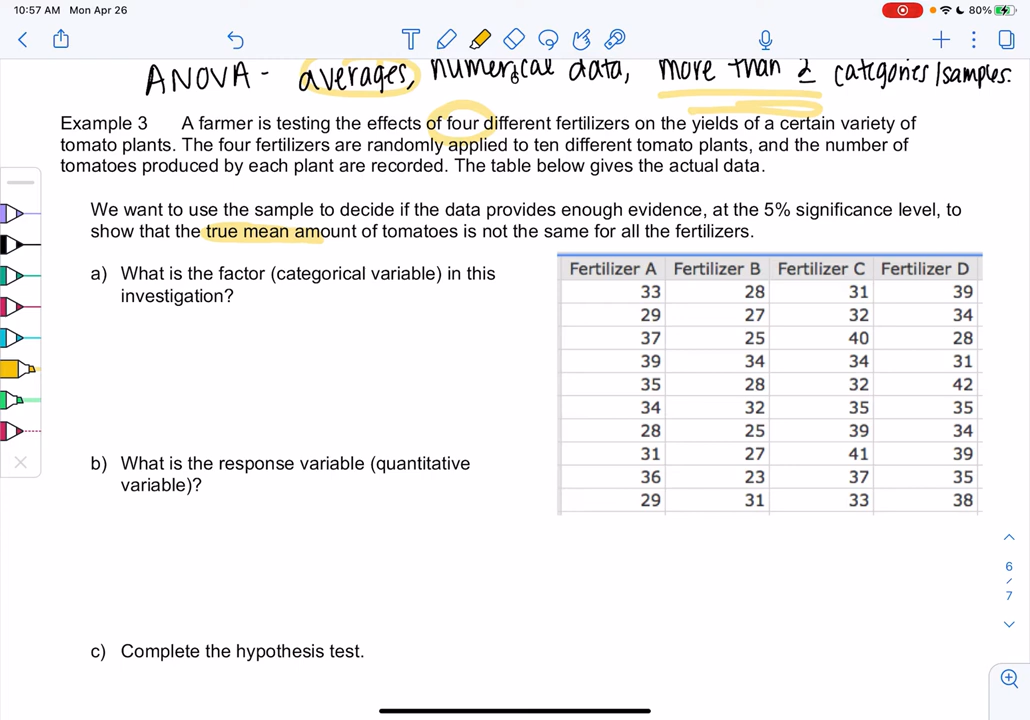 10:57 AM Mon Apr 26
80%
ANOVA - averages, numerical data, more than 2 categories/samples.
Example 3 A farmer is testing the effects of four different fertilizers on the yields of a certain variety of
tomato plants. The four fertilizers are randomly applied to ten different tomato plants, and the number of
tomatoes produced by each plant are recorded. The table below gives the actual data.
We want to use the sample to decide if the data provides enough evidence, at the 5% significance level, to
show that the true mean amount of tomatoes is not the same for all the fertilizers.
a) What is the factor (categorical variable) in this
investigation?
Fertilizer A Fertilizer B Fertilizer C Fertilizer D
33 28 31 39
29 27 32 34
37 25 40 28
39 34 34 31
35 28 32 42
34 32 35 35
28 25 39 34
31 27 41 39
36 23 37 35
29 31 33 38
b) What is the response variable (quantitative
variable)?
6
/
7
c) Complete the hypothesis test.